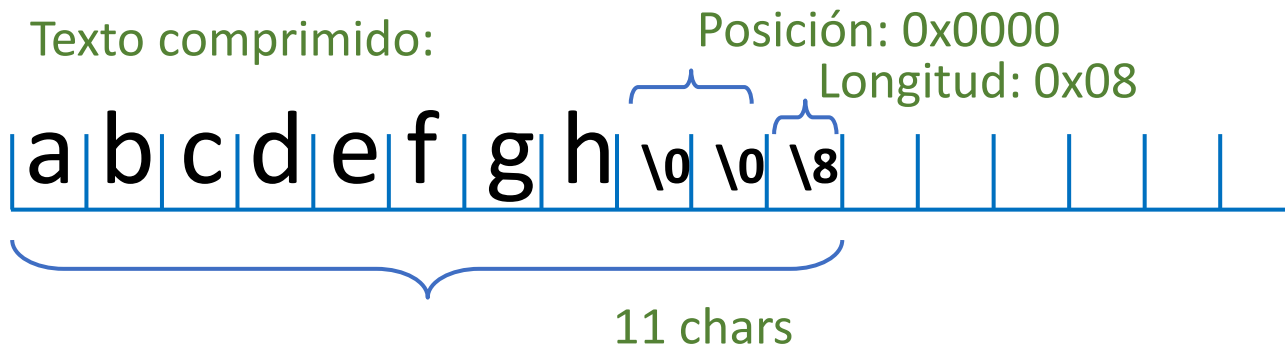 Texto comprimido:
Posición: 0x0000
Longitud: 0x08
a b c d e f g h \0 \0 \8
11 chars